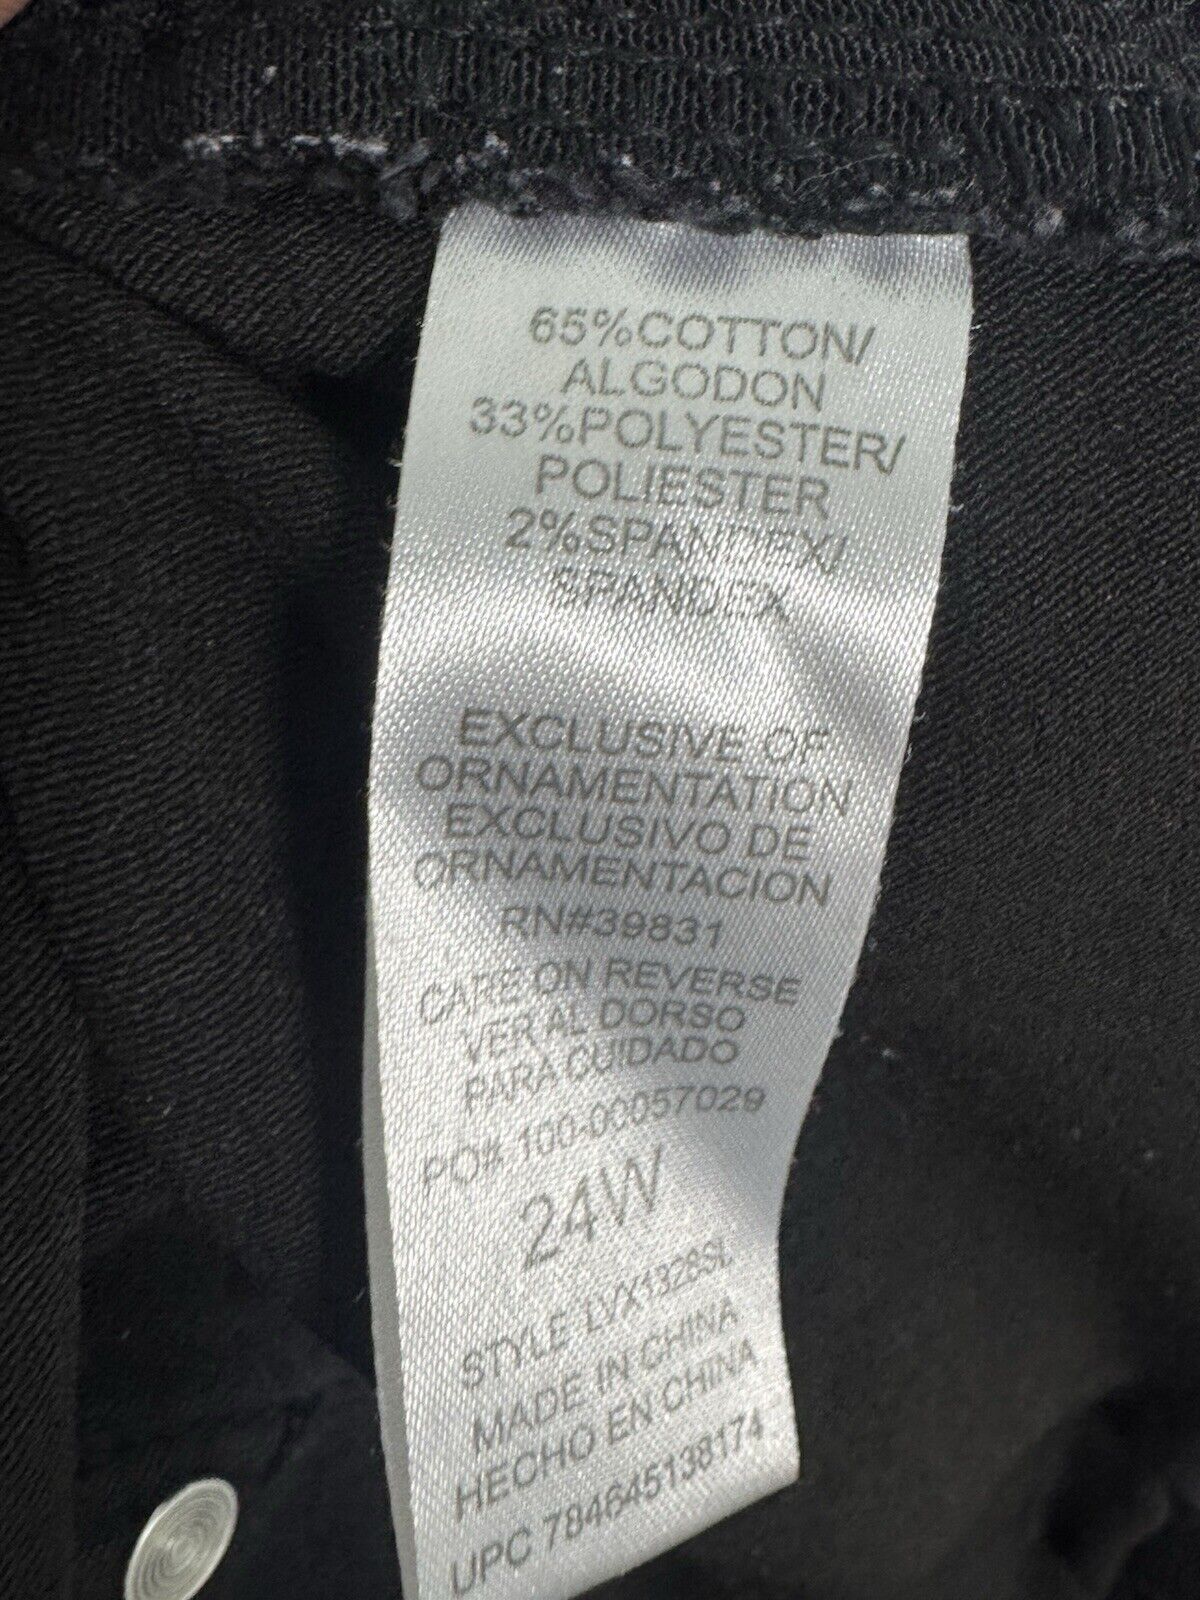 65%COTTON/
ALGODON
33%POLYESTER/
POLIESTER
2%SPANDEX/
SPANDEX
EXCLUSIVE OF
ORNAMENTATION
EXCLUSIVO DE
ORNAMENTACION
RN#39831
CARE ON REVERSE
VER AL DORSO
PARA CUIDADO
PO# 100-00057029
24W
STYLE LVX1328SL
MADE IN CHINA
HECHO EN CHINA
UPC 784645138174